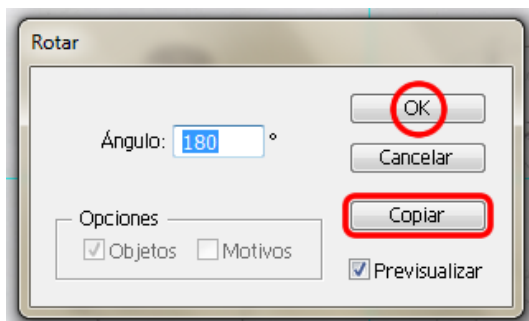 Rotar
OK
Ángulo: 180 °
Cancelar
Opciones
Copiar
Objetos Motivos
Previsualizar